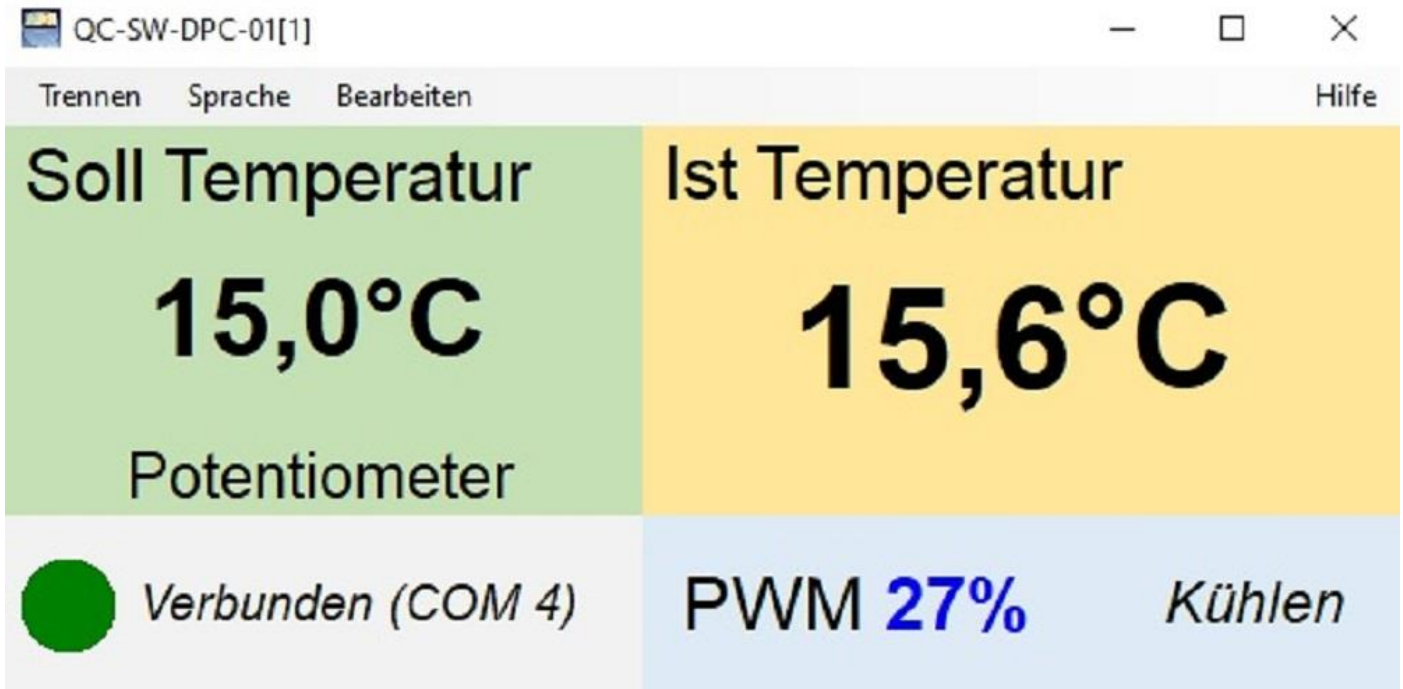 QC-SW-DPC-01[1]
Trennen Sprache Bearbeiten Hilfe
Soll Temperatur
15,0°C
Potentiometer
Ist Temperatur
15,6°C
Verbunden (COM 4)
PWM 27% Kühlen